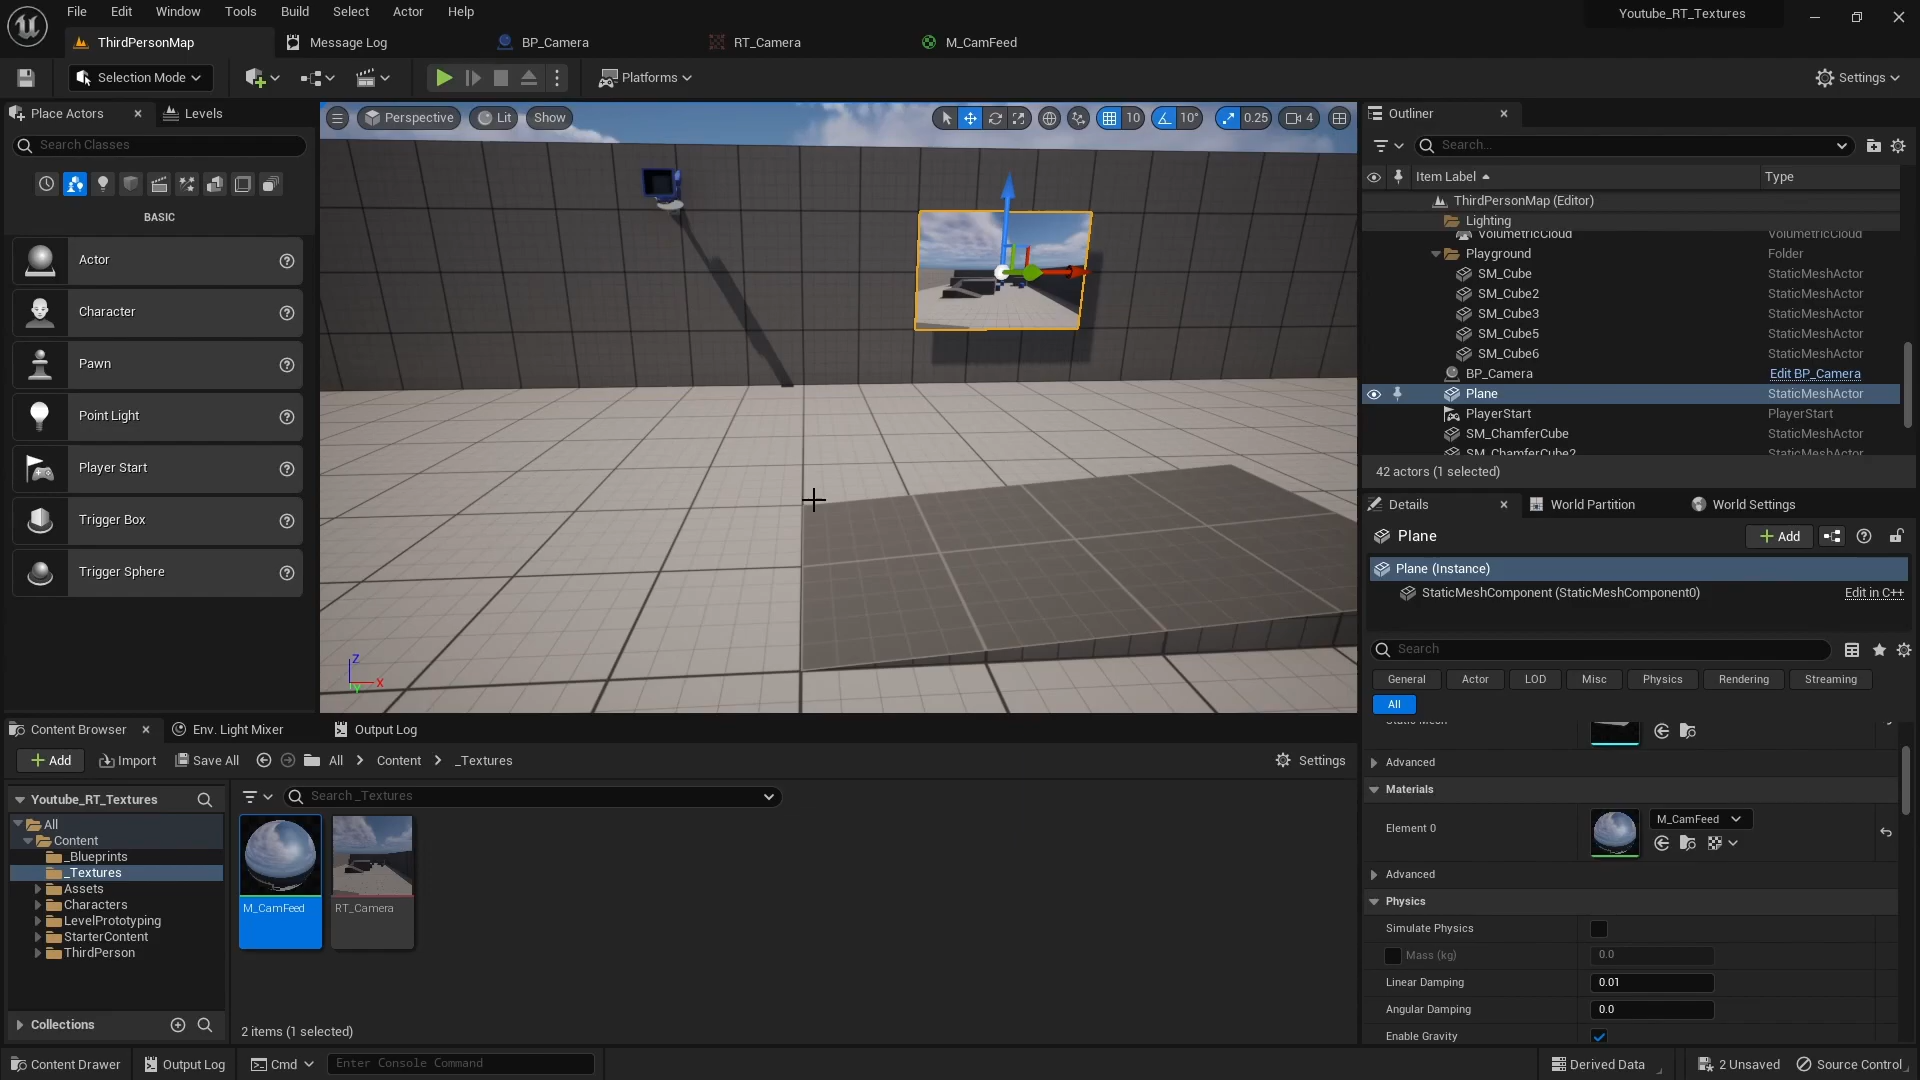 File Edit Window Tools Build Select Actor Help
Youtube_RT_Textures
ThirdPersonMap
Message Log
BP_Camera
RT_Camera
M_CamFeed
Selection Mode
Platforms
Settings
Place Actors
Levels
Search Classes
BASIC
Actor
Character
Pawn
Point Light
Player Start
Trigger Box
Trigger Sphere
Perspective
Lit
Show
10
10°
0.25
4
Z
X
Y
Outliner
Search...
Item Label
Type
ThirdPersonMap (Editor)
Lighting
VolumetricCloud VolumetricCloud
Playground Folder
SM_Cube StaticMeshActor
SM_Cube2 StaticMeshActor
SM_Cube3 StaticMeshActor
SM_Cube5 StaticMeshActor
SM_Cube6 StaticMeshActor
BP_Camera Edit BP_Camera
Plane StaticMeshActor
PlayerStart PlayerStart
SM_ChamferCube StaticMeshActor
SM_ChamferCube2 StaticMeshActor
42 actors (1 selected)
Details
World Partition
World Settings
Plane
Add
Plane (Instance)
StaticMeshComponent (StaticMeshComponent0) Edit in C++
Search
General Actor LOD Misc Physics Rendering Streaming
All
Static Mesh
Advanced
Materials
Element 0
M_CamFeed
Advanced
Physics
Simulate Physics
Mass (kg) 0.0
Linear Damping 0.01
Angular Damping 0.0
Enable Gravity
Content Browser
Env. Light Mixer
Output Log
Add Import Save All All Content _Textures
Settings
Youtube_RT_Textures
Search _Textures
All
Content
_Blueprints
_Textures
Assets
Characters
LevelPrototyping
StarterContent
ThirdPerson
M_CamFeed
RT_Camera
Collections
2 items (1 selected)
Content Drawer Output Log Cmd Enter Console Command
Derived Data 2 Unsaved Source Control